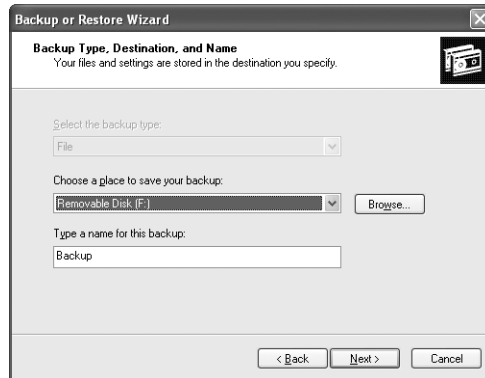 Backup or Restore Wizard
Backup Type, Destination, and Name
Your files and settings are stored in the destination you specify.
Select the backup type:
File
Choose a place to save your backup:
Removable Disk (F:)
Browse...
Type a name for this backup:
Backup
< Back
Next >
Cancel